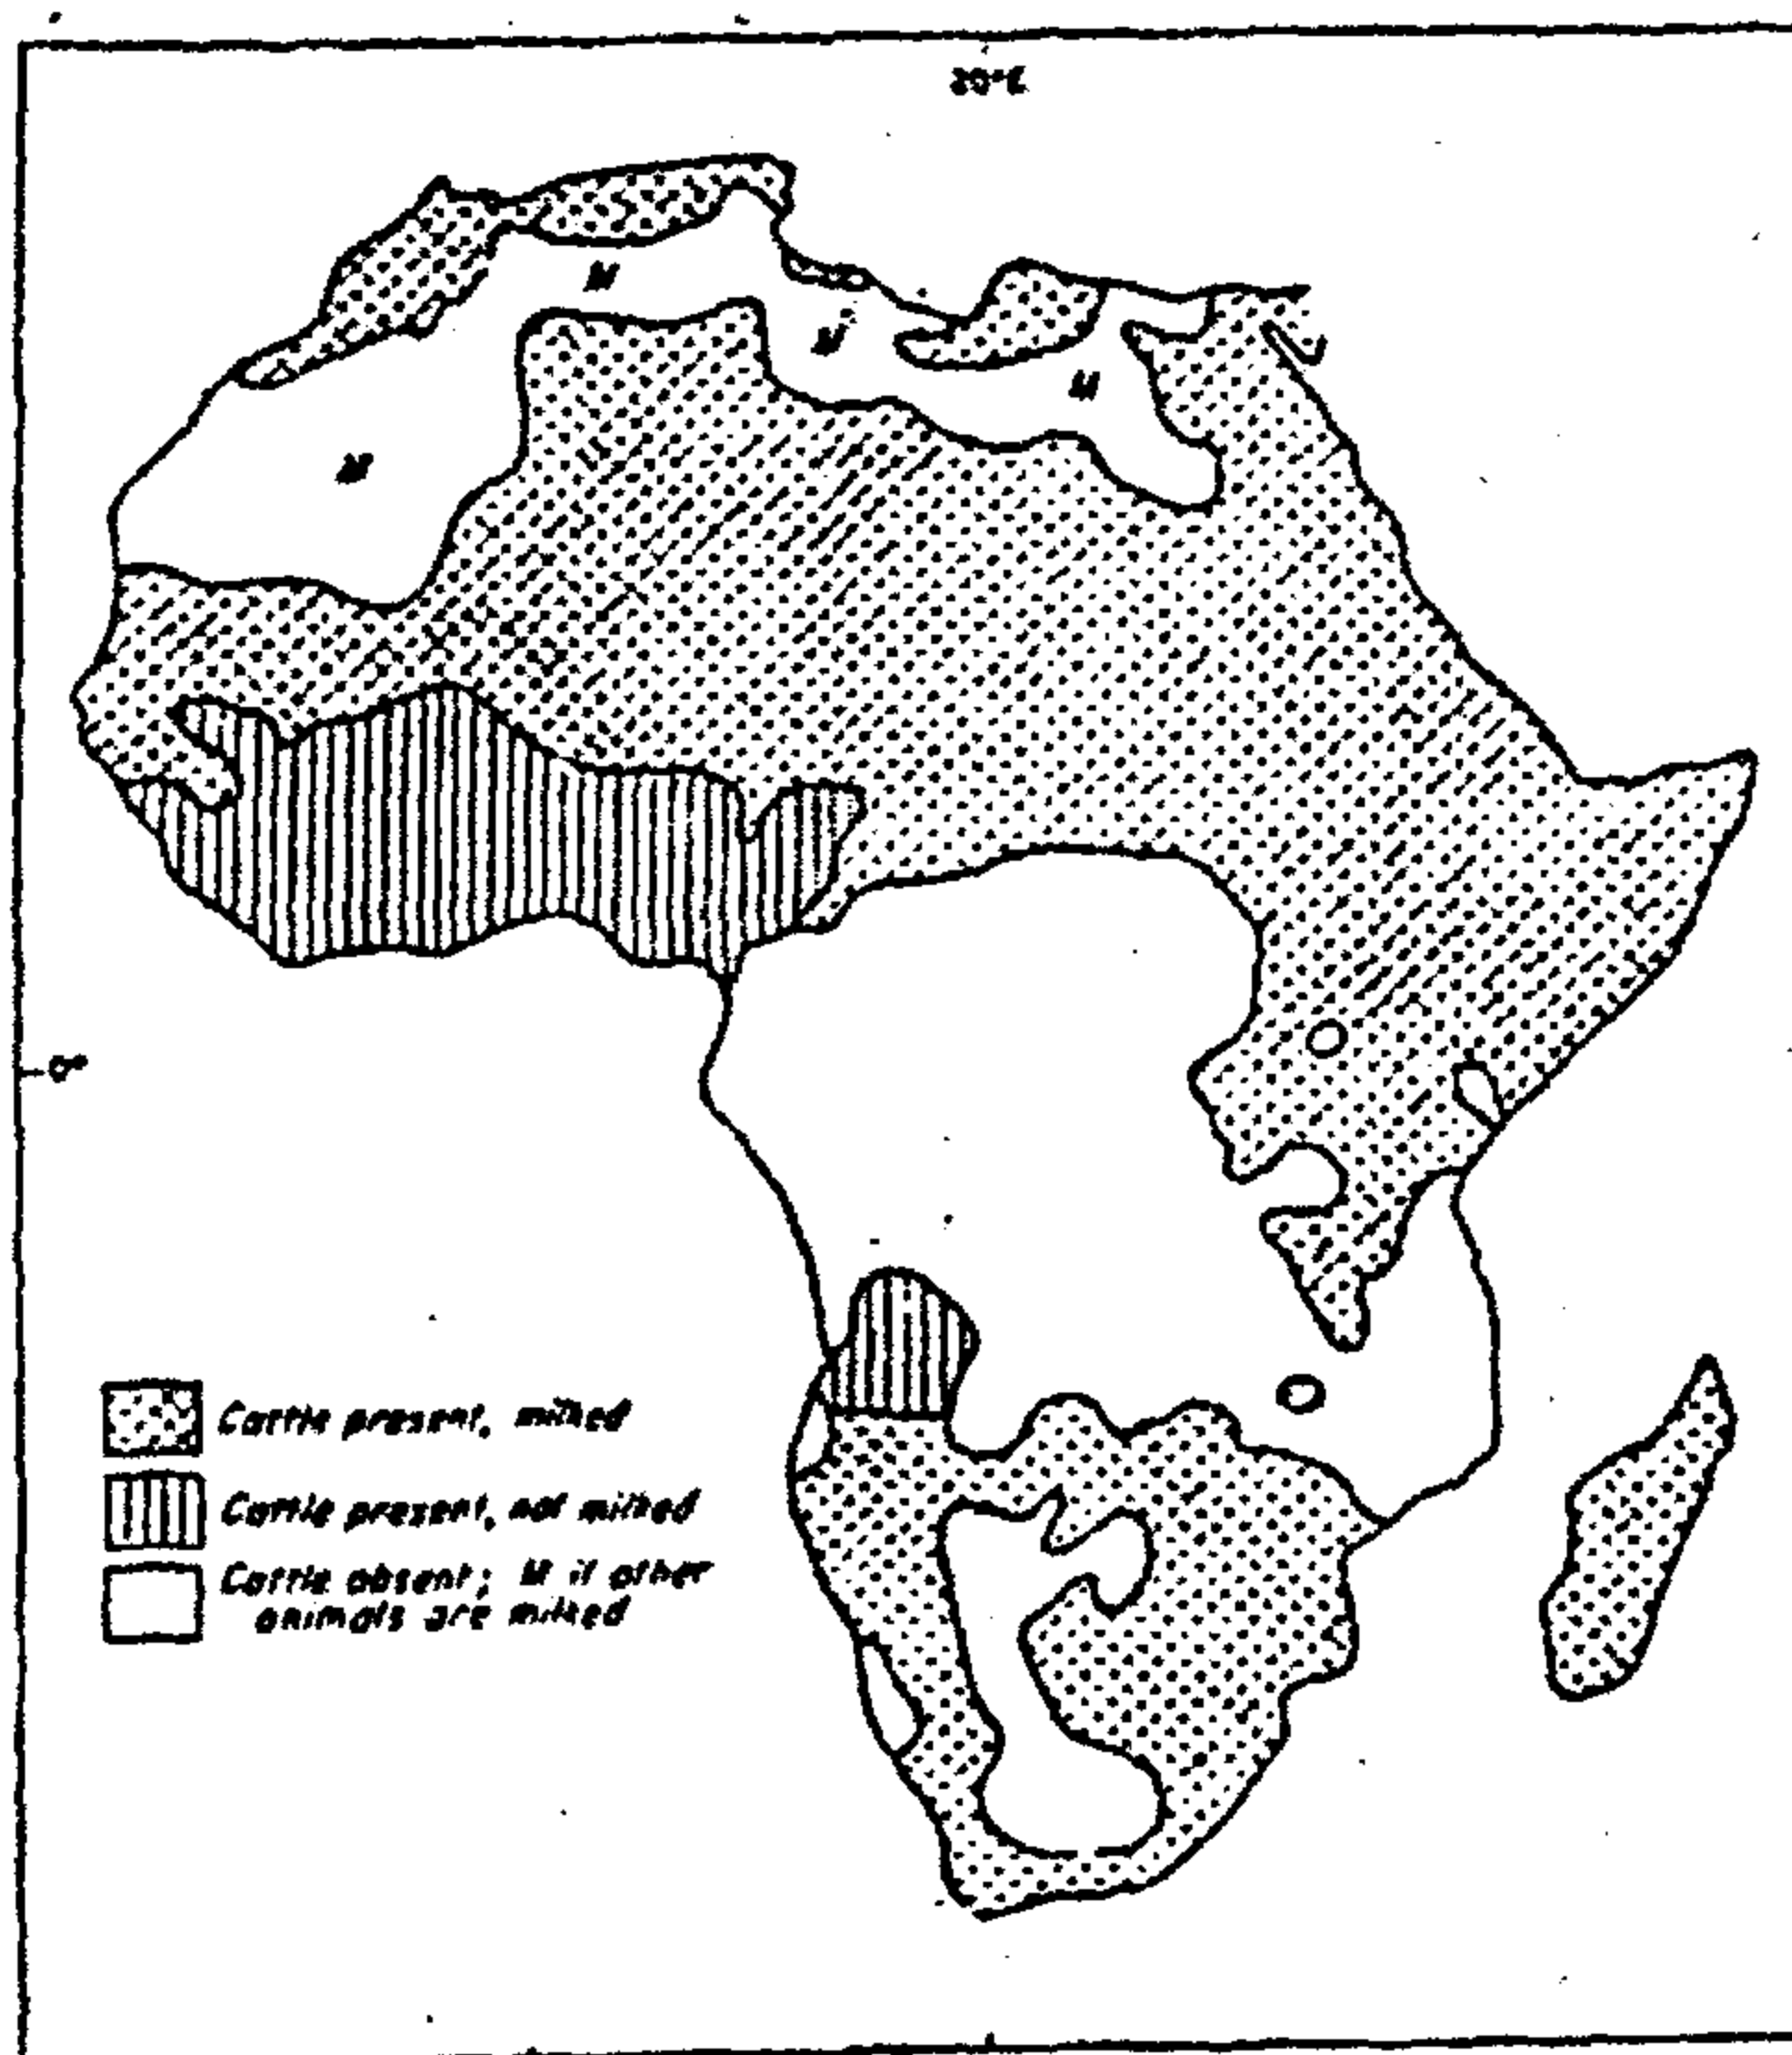 20°E
M
M
M
M
0°
Cattle present, milked
Cattle present, not milked
Cattle absent; M if other
animals are milked